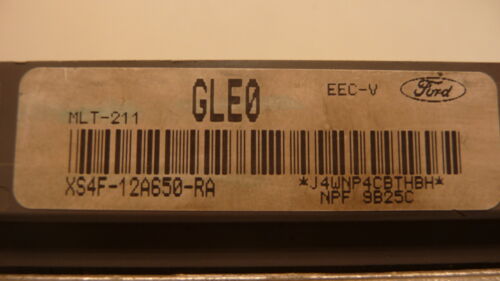 GLE0 EEC-V Ford
MLT-211
XS4F-12A650-RA *J4WNP4CBTHBH*
NPF 9B25C